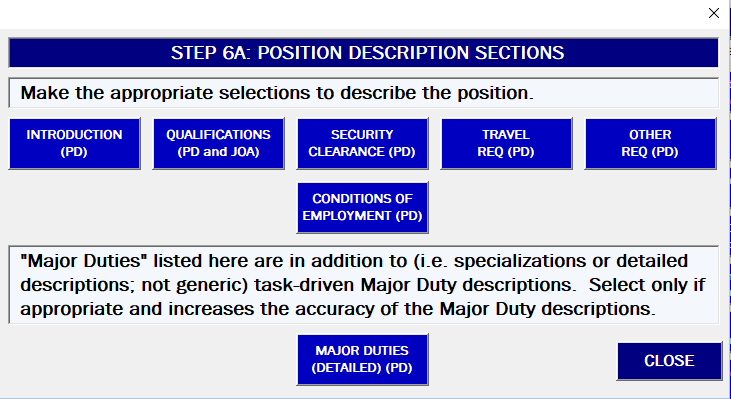 STEP 6A: POSITION DESCRIPTION SECTIONS
Make the appropriate selections to describe the position.
INTRODUCTION
(PD)
QUALIFICATIONS
(PD and JOA)
SECURITY
CLEARANCE (PD)
TRAVEL
REQ (PD)
OTHER
REQ (PD)
CONDITIONS OF
EMPLOYMENT (PD)
"Major Duties" listed here are in addition to (i.e. specializations or detailed
descriptions; not generic) task-driven Major Duty descriptions.  Select only if
appropriate and increases the accuracy of the Major Duty descriptions.
MAJOR DUTIES
(DETAILED) (PD)
CLOSE